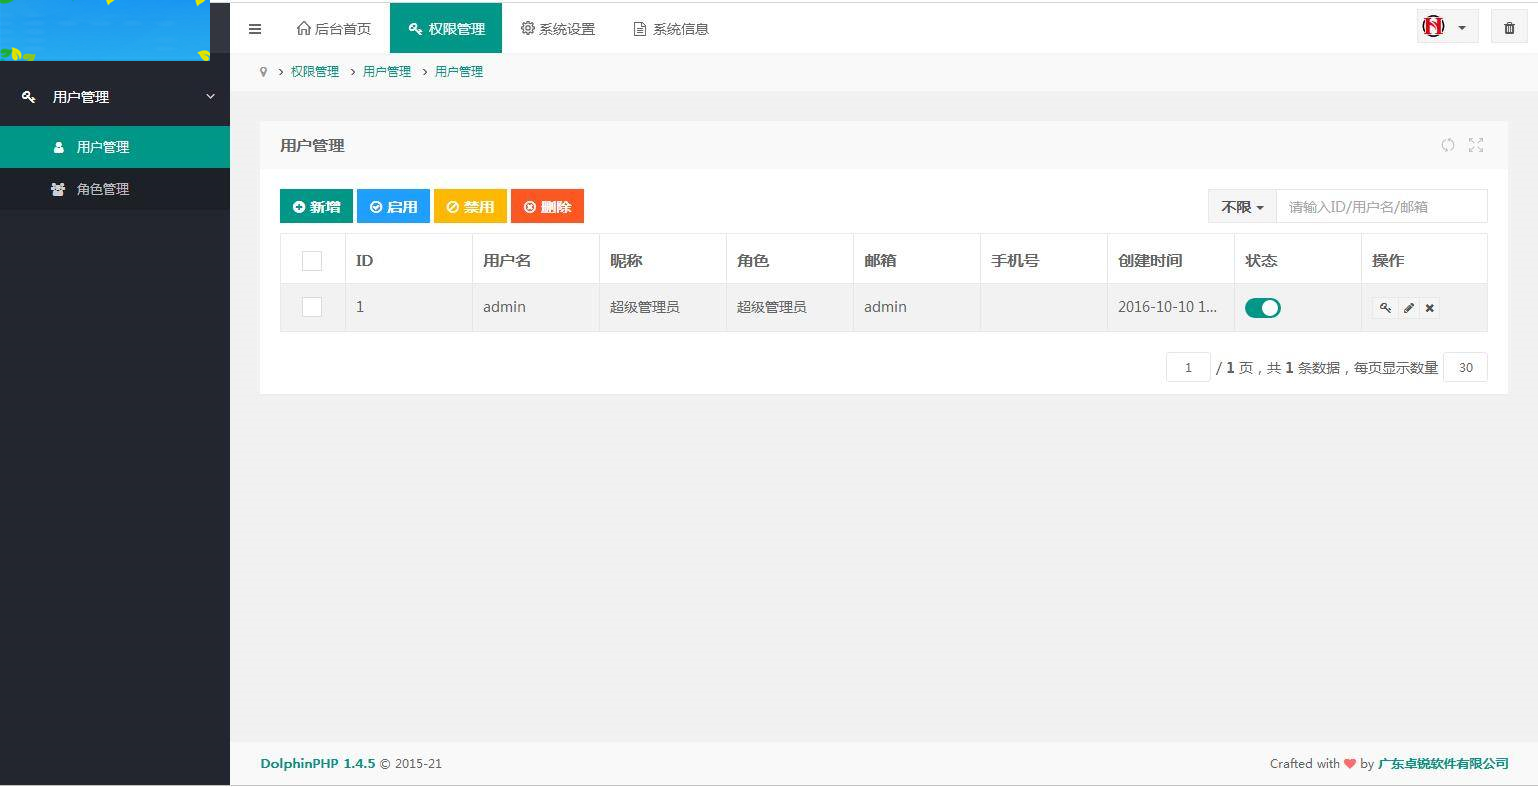 后台首页 权限管理 系统设置 系统信息
权限管理 用户管理 用户管理
用户管理
用户管理
角色管理
用户管理
新增 启用 禁用 删除 不限 请输入ID/用户名/邮箱
ID 用户名 昵称 角色 邮箱 手机号 创建时间 状态 操作
1 admin 超级管理员 超级管理员 admin 2016-10-10 1...
1 / 1 页，共 1 条数据，每页显示数量 30
DolphinPHP 1.4.5 © 2015-21 Crafted with ❤ by 广东卓锐软件有限公司